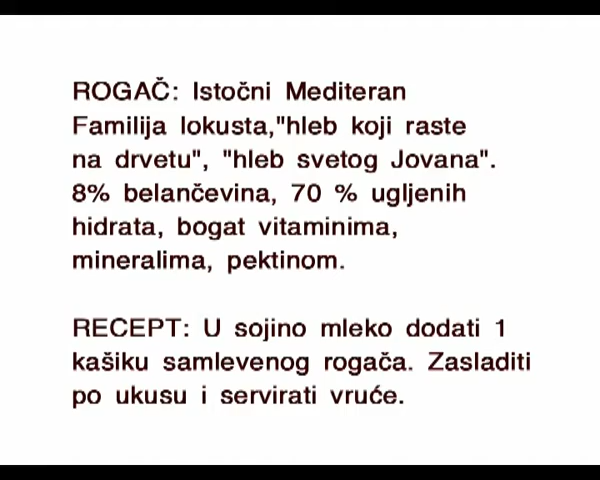 ROGAČ: Istočni Mediteran
Familija lokusta,"hleb koji raste
na drvetu", "hleb svetog Jovana".
8% belančevina, 70 % ugljenih
hidrata, bogat vitaminima,
mineralima, pektinom.
RECEPT: U sojino mleko dodati 1
kašiku samlevenog rogača. Zasladiti
po ukusu i servirati vruće.